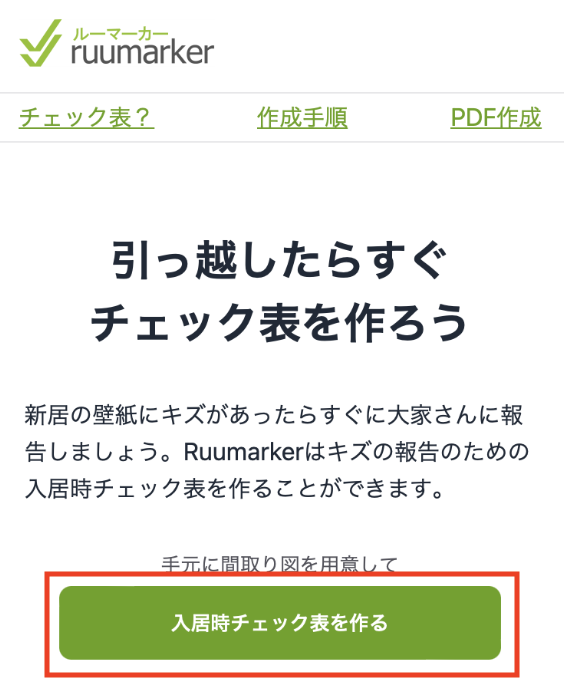 ルーマーカー
ruumarker
チェック表？ 作成手順 PDF作成
引っ越したらすぐ
チェック表を作ろう
新居の壁紙にキズがあったらすぐに大家さんに報
告しましょう。Ruumarkerはキズの報告のための
入居時チェック表を作ることができます。
手元に間取り図を用意して
入居時チェック表を作る